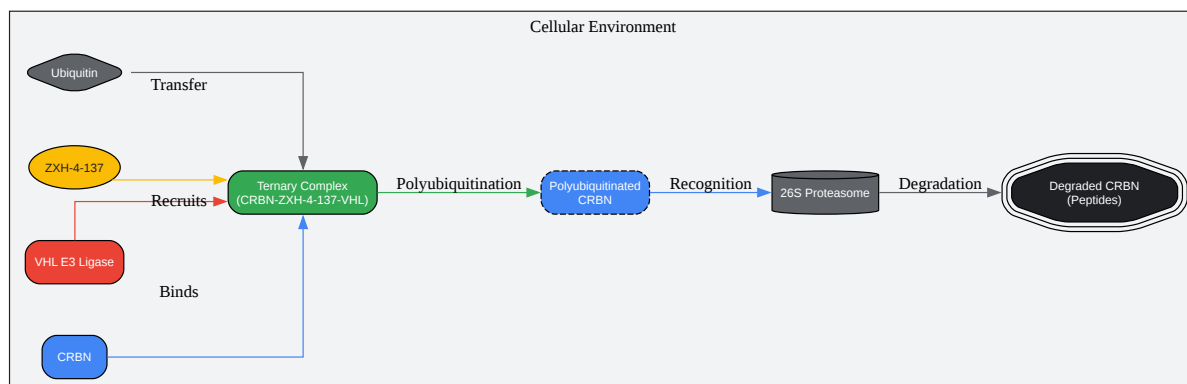 Cellular Environment
Ubiquitin
Transfer
ZXH-4-137
Recruits
VHL E3 Ligase
Binds
CRBN
Ternary Complex
(CRBN-ZXH-4-137-VHL)
Polyubiquitination
Polyubiquitinated
CRBN
Recognition
26S Proteasome
Degradation
Degraded CRBN
(Peptides)